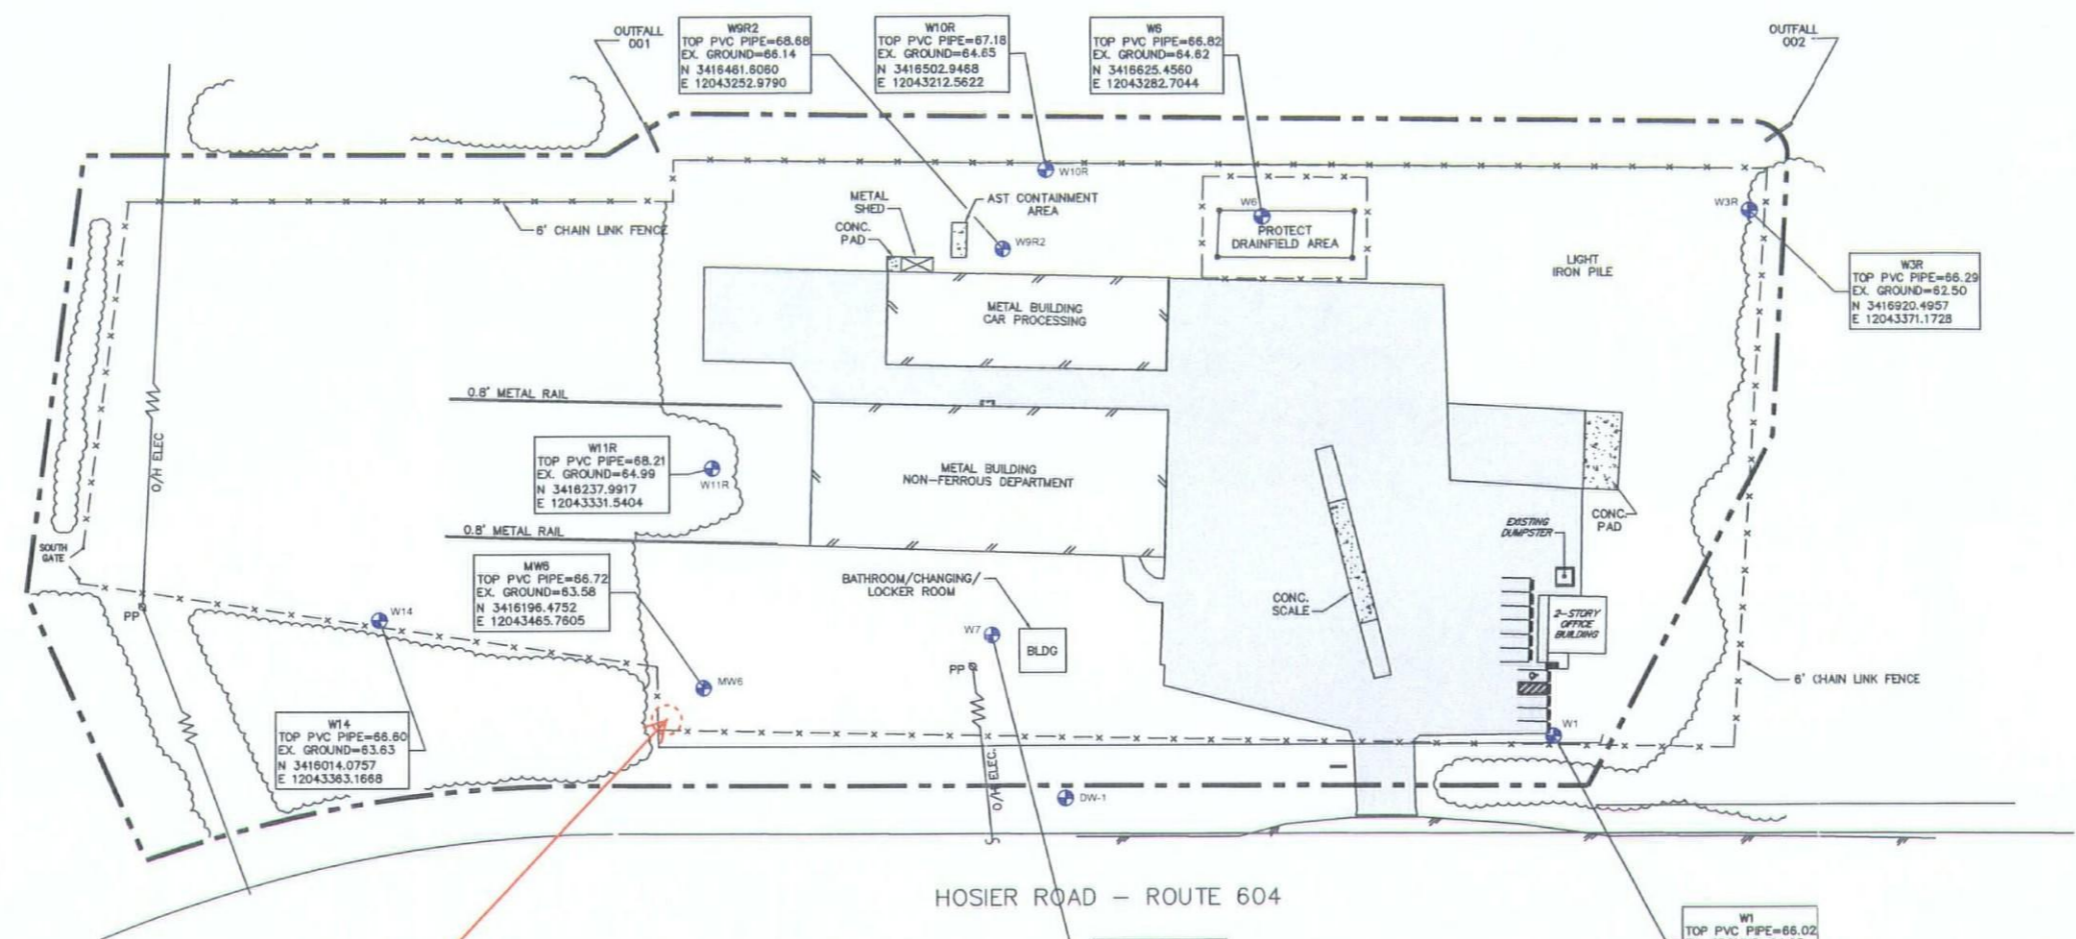 OUTFALL
001
W9R2
TOP PVC PIPE=68.68
EX. GROUND=66.14
N 3416461.6060
E 12043252.9790
W10R
TOP PVC PIPE=67.18
EX. GROUND=64.65
N 3416502.9468
E 12043212.5622
W6
TOP PVC PIPE=66.82
EX. GROUND=64.62
N 3416625.4560
E 12043282.7044
OUTFALL
002
W10R
METAL
SHED
AST CONTAINMENT
AREA
CONC.
PAD
W9R2
W6
PROTECT
DRAINFIELD AREA
W3R
6' CHAIN LINK FENCE
LIGHT
IRON PILE
W3R
TOP PVC PIPE=66.29
EX. GROUND=62.50
N 3416920.4957
E 12043371.1728
METAL BUILDING
CAR PROCESSING
0.8' METAL RAIL
O/H ELEC
W11R
TOP PVC PIPE=68.21
EX. GROUND=64.99
N 3416237.9917
E 12043331.5404
W11R
METAL BUILDING
NON-FERROUS DEPARTMENT
CONC.
PAD
EXISTING
DUMPSTER
0.8' METAL RAIL
SOUTH
GATE
MW6
TOP PVC PIPE=66.72
EX. GROUND=63.58
N 3416196.4752
E 12043465.7605
BATHROOM/CHANGING/
LOCKER ROOM
CONC.
SCALE
2-STORY
OFFICE
BUILDING
PP
W14
W7
BLDG
PP
MW6
6' CHAIN LINK FENCE
W14
TOP PVC PIPE=66.60
EX. GROUND=63.63
N 3416014.0757
E 12043363.1668
W1
O/H ELEC.
DW-1
HOSIER ROAD - ROUTE 604
W1
TOP PVC PIPE=66.02